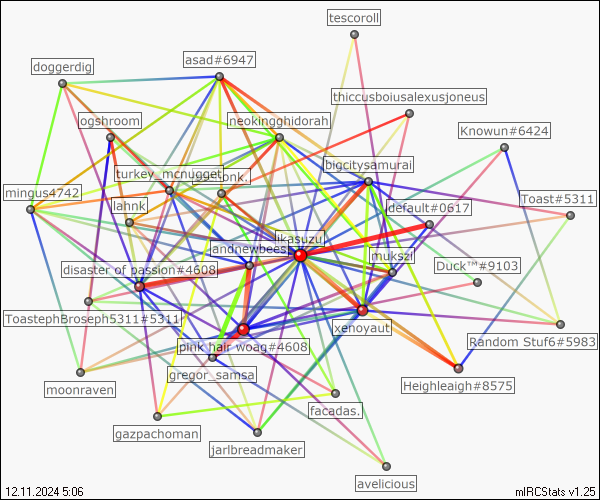 tescoroll
asad#6947
doggerdig
thiccusboiusalexusjoneus
ogshroom
neokingghidorah
Knowun#6424
bigcitysamurai
turkey_mcnugget
bnk.
mingus4742
Toast#5311
lahnk
default#0617
ikasuzu
andnewbees
mukszi
Duck™#9103
disaster of passion#4608
ToastephBroseph5311#5311
xenoyaut
Random Stuf6#5983
pink hair woag#4608
gregor_samsa
moonraven
Heighleaigh#8575
facadas.
gazpachoman
jarlbreadmaker
avelicious
12.11.2024 5:06
mIRCStats v1.25